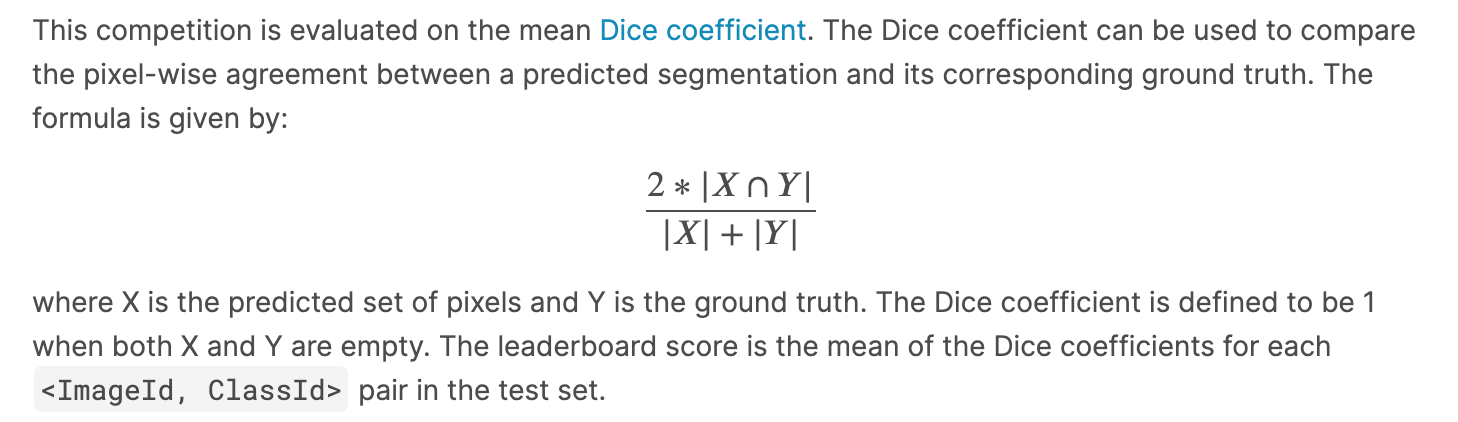 This competition is evaluated on the mean Dice coefficient. The Dice coefficient can be used to compare
the pixel-wise agreement between a predicted segmentation and its corresponding ground truth. The
formula is given by:
2 * |X ∩ Y|
|X| + |Y|
where X is the predicted set of pixels and Y is the ground truth. The Dice coefficient is defined to be 1
when both X and Y are empty. The leaderboard score is the mean of the Dice coefficients for each
<ImageId, ClassId> pair in the test set.